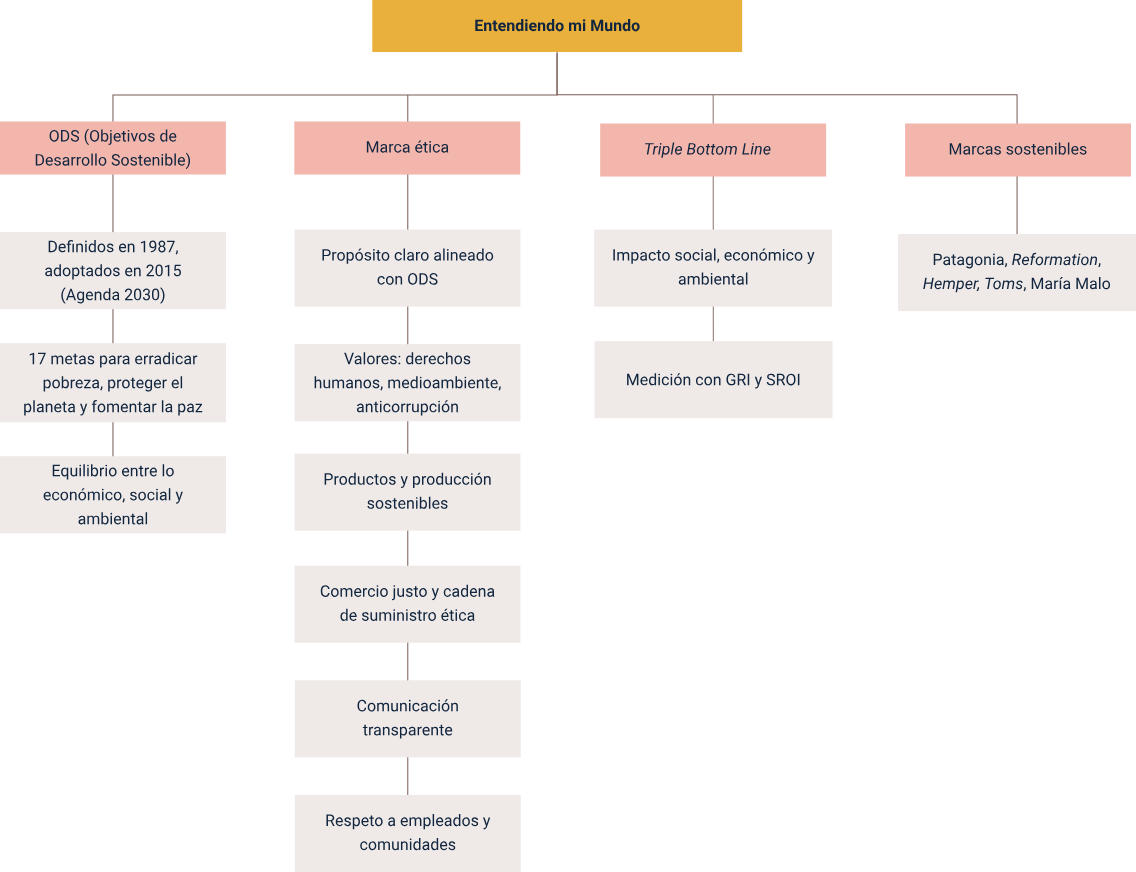 Entendiendo mi Mundo
ODS (Objetivos de
Desarrollo Sostenible)
Definidos en 1987,
adoptados en 2015
(Agenda 2030)
17 metas para erradicar
pobreza, proteger el
planeta y fomentar la paz
Equilibrio entre lo
económico, social y
ambiental
Marca ética
Propósito claro alineado
con ODS
Valores: derechos
humanos, medioambiente,
anticorrupción
Productos y producción
sostenibles
Comercio justo y cadena
de suministro ética
Comunicación
transparente
Respeto a empleados y
comunidades
Triple Bottom Line
Impacto social, económico y
ambiental
Medición con GRI y SROI
Marcas sostenibles
Patagonia, Reformation,
Hemper, Toms, María Malo